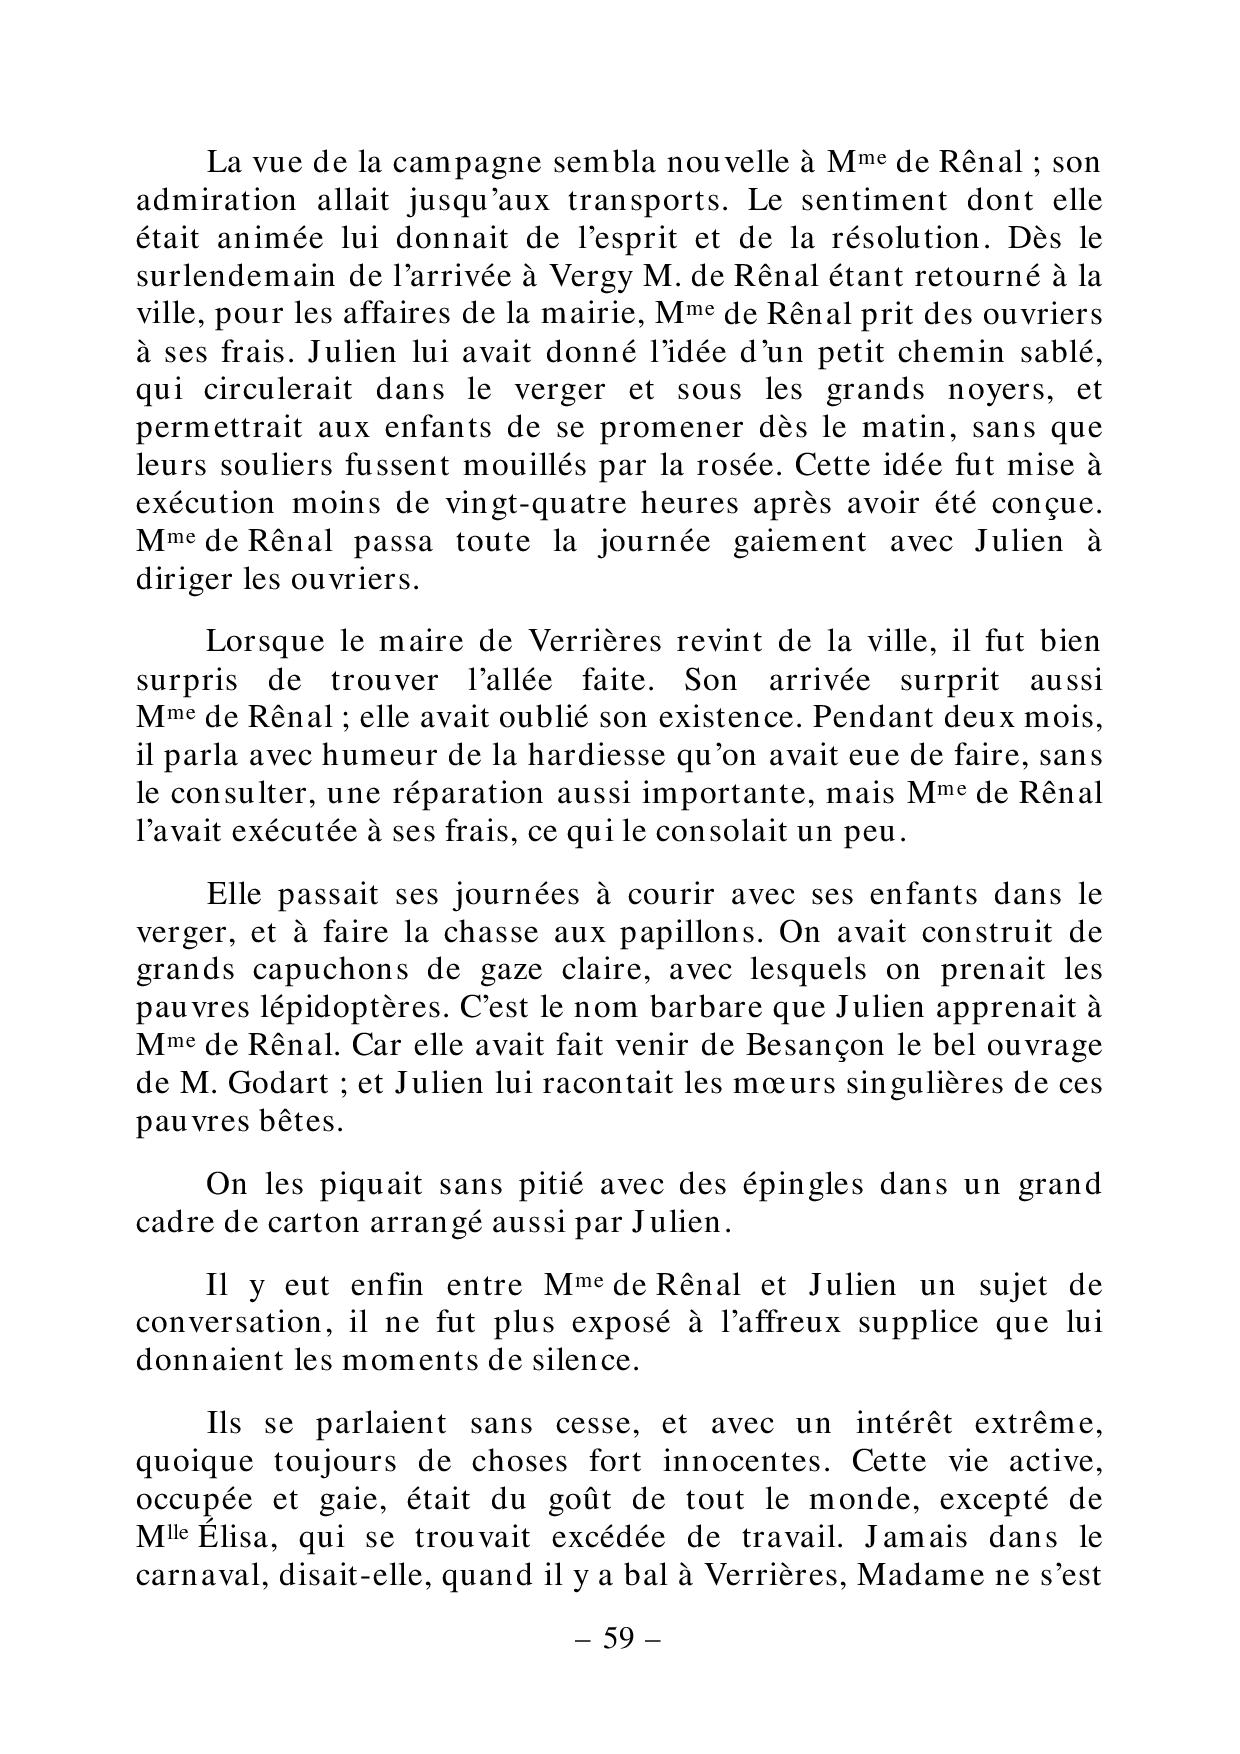 La vue de la campagne sembla nouvelle à Mme de Rênal ; son
admiration allait jusqu’aux transports. Le sentiment dont elle
était animée lui donnait de l’esprit et de la résolution. Dès le
surlendemain de l’arrivée à Vergy M. de Rênal étant retourné à la
ville, pour les affaires de la mairie, Mme de Rênal prit des ouvriers
à ses frais. Julien lui avait donné l’idée d’un petit chemin sablé,
qui circulerait dans le verger et sous les grands noyers, et
permettrait aux enfants de se promener dès le matin, sans que
leurs souliers fussent mouillés par la rosée. Cette idée fut mise à
exécution moins de vingt-quatre heures après avoir été conçue.
Mme de Rênal passa toute la journée gaiement avec Julien à
diriger les ouvriers.
Lorsque le maire de Verrières revint de la ville, il fut bien
surpris de trouver l’allée faite. Son arrivée surprit aussi
Mme de Rênal ; elle avait oublié son existence. Pendant deux mois,
il parla avec humeur de la hardiesse qu’on avait eue de faire, sans
le consulter, une réparation aussi importante, mais Mme de Rênal
l’avait exécutée à ses frais, ce qui le consolait un peu.
Elle passait ses journées à courir avec ses enfants dans le
verger, et à faire la chasse aux papillons. On avait construit de
grands capuchons de gaze claire, avec lesquels on prenait les
pauvres lépidoptères. C’est le nom barbare que Julien apprenait à
Mme de Rênal. Car elle avait fait venir de Besançon le bel ouvrage
de M. Godart ; et Julien lui racontait les mœurs singulières de ces
pauvres bêtes.
On les piquait sans pitié avec des épingles dans un grand
cadre de carton arrangé aussi par Julien.
Il y eut enfin entre Mme de Rênal et Julien un sujet de
conversation, il ne fut plus exposé à l’affreux supplice que lui
donnaient les moments de silence.
Ils se parlaient sans cesse, et avec un intérêt extrême,
quoique toujours de choses fort innocentes. Cette vie active,
occupée et gaie, était du goût de tout le monde, excepté de
Mlle Élisa, qui se trouvait excédée de travail. Jamais dans le
carnaval, disait-elle, quand il y a bal à Verrières, Madame ne s’est
– 59 –